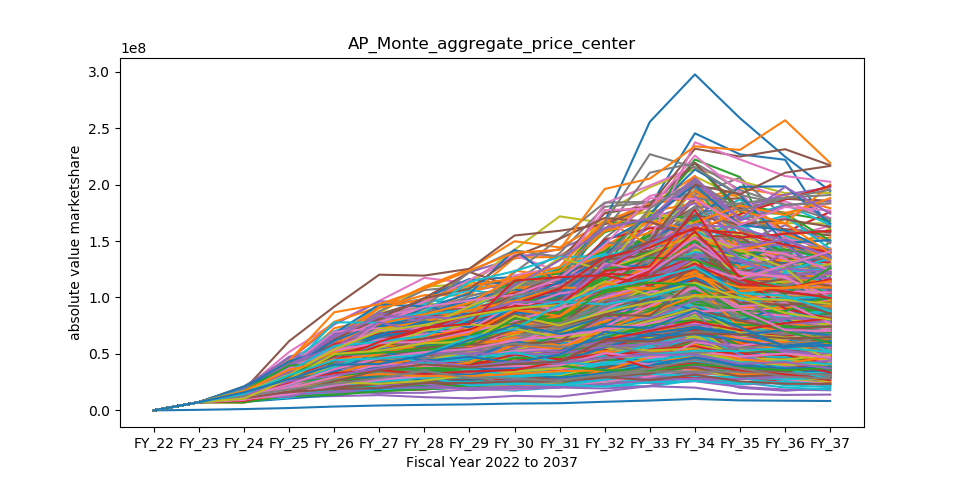 AP_Monte_aggregate_price_center
1e8
3.0
2.5
2.0
1.5
1.0
0.5
0.0
absolute value marketshare
FY_22 FY_23 FY_24 FY_25 FY_26 FY_27 FY_28 FY_29 FY_30 FY_31 FY_32 FY_33 FY_34 FY_35 FY_36 FY_37
Fiscal Year 2022 to 2037